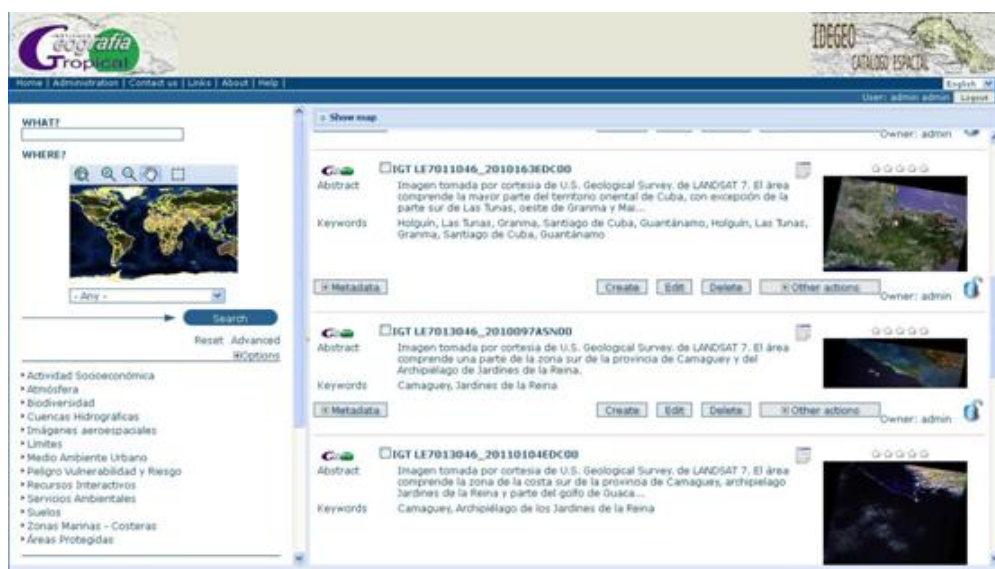 Geografía
Tropical
IDEGEO
CATÁLOGO ESPACIAL
Home | Administration | Contact us | Links | About | Help |
English
User: admin admin Logout
WHAT?
WHERE?
- Any -
Search
Reset Advanced
Options
Actividad Socioeconómica
Atmósfera
Biodiversidad
Cuencas Hidrográficas
Imágenes aeroespaciales
Limites
Medio Ambiente Urbano
Peligro Vulnerabilidad y Riesgo
Recursos Interactivos
Servicios Ambientales
Suelos
Zonas Marinas - Costeras
Áreas Protegidas
Show map
Owner: admin
IGT LE7011046_2010163EDC00
Abstract Imagen tomada por cortesia de U.S. Geological Survey. de LANDSAT 7. El área
comprende la mayor parte del territorio oriental de Cuba, con excepción de la
parte sur de Las Tunas, oeste de Granma y Mai...
Keywords Holguín, Las Tunas, Granma, Santiago de Cuba, Guantánamo, Holguín, Las Tunas,
Granma, Santiago de Cuba, Guantánamo
Metadata Create Edit Delete Other actions Owner: admin
IGT LE7013046_2010097ASN00
Abstract Imagen tomada por cortesia de U.S. Geological Survey. de LANDSAT 7. El área
comprende una parte de la zona sur de la provincia de Camaguey y del
Archipiélago de Jardines de la Reina.
Keywords Camaguey, Jardines de la Reina
Metadata Create Edit Delete Other actions Owner: admin
IGT LE7013046_20110104EDC00
Abstract Imagen tomada por cortesia de U.S. Geological Survey. de LANDSAT 7. El área
comprende la zona de la costa sur de la provincia de Camaguey, archipielago
Jardines de la Reina y parte del golfo de Guaca...
Keywords Camaguey, Archipiélago de los Jardines de la Reina